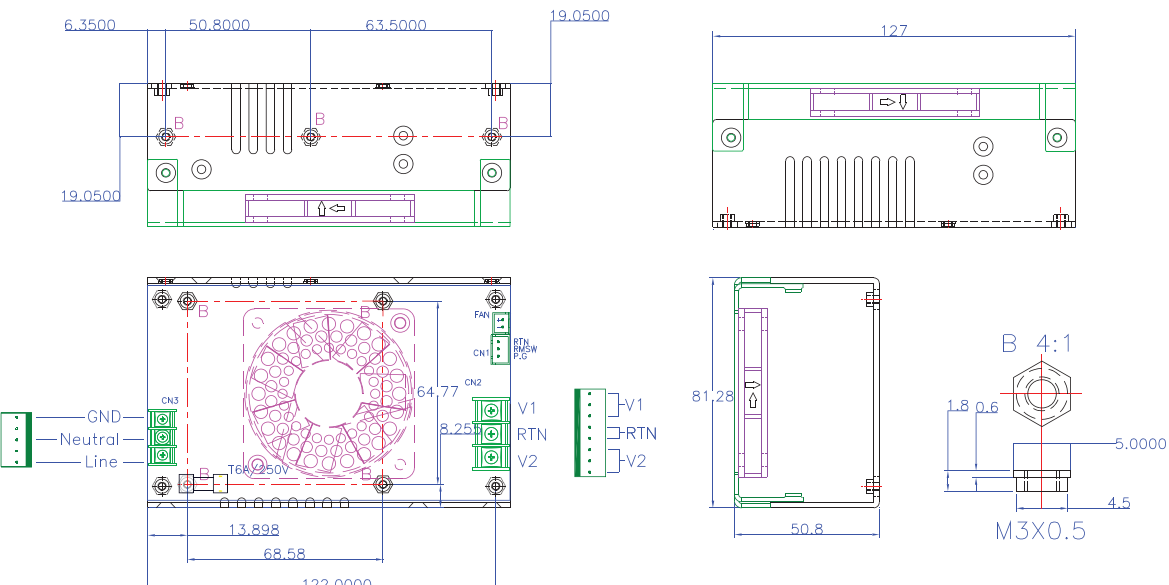 6.3500
50.8000
63.5000
19.0500
127
B
B
B
19.0500
B
B
FAN
RTN
RMSW
P.G
CN1
CN2
CN3
64.77
8.255
GND
Neutral
Line
V1
RTN
V2
V1
RTN
V2
B
B
T6A/250V
81.28
B 4:1
1.8
0.6
5.0000
4.5
M3X0.5
50.8
13.898
68.58
122.0000